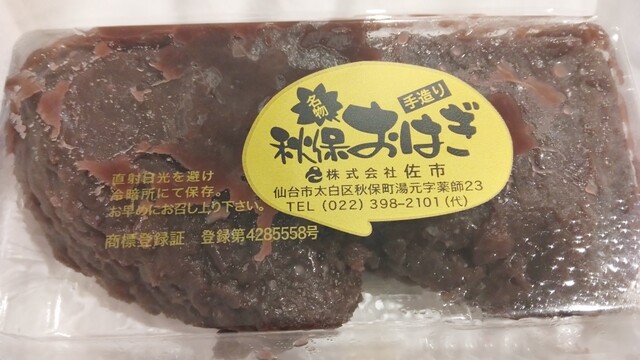 名物
手造り
秋保おはぎ
株式会社 佐市
仙台市太白区秋保町湯元字薬師23
TEL (022) 398-2101 (代)
直射日光を避け
冷暗所にて保存。
お早めにお召し上り下さい。
商標登録証 登録第4285558号